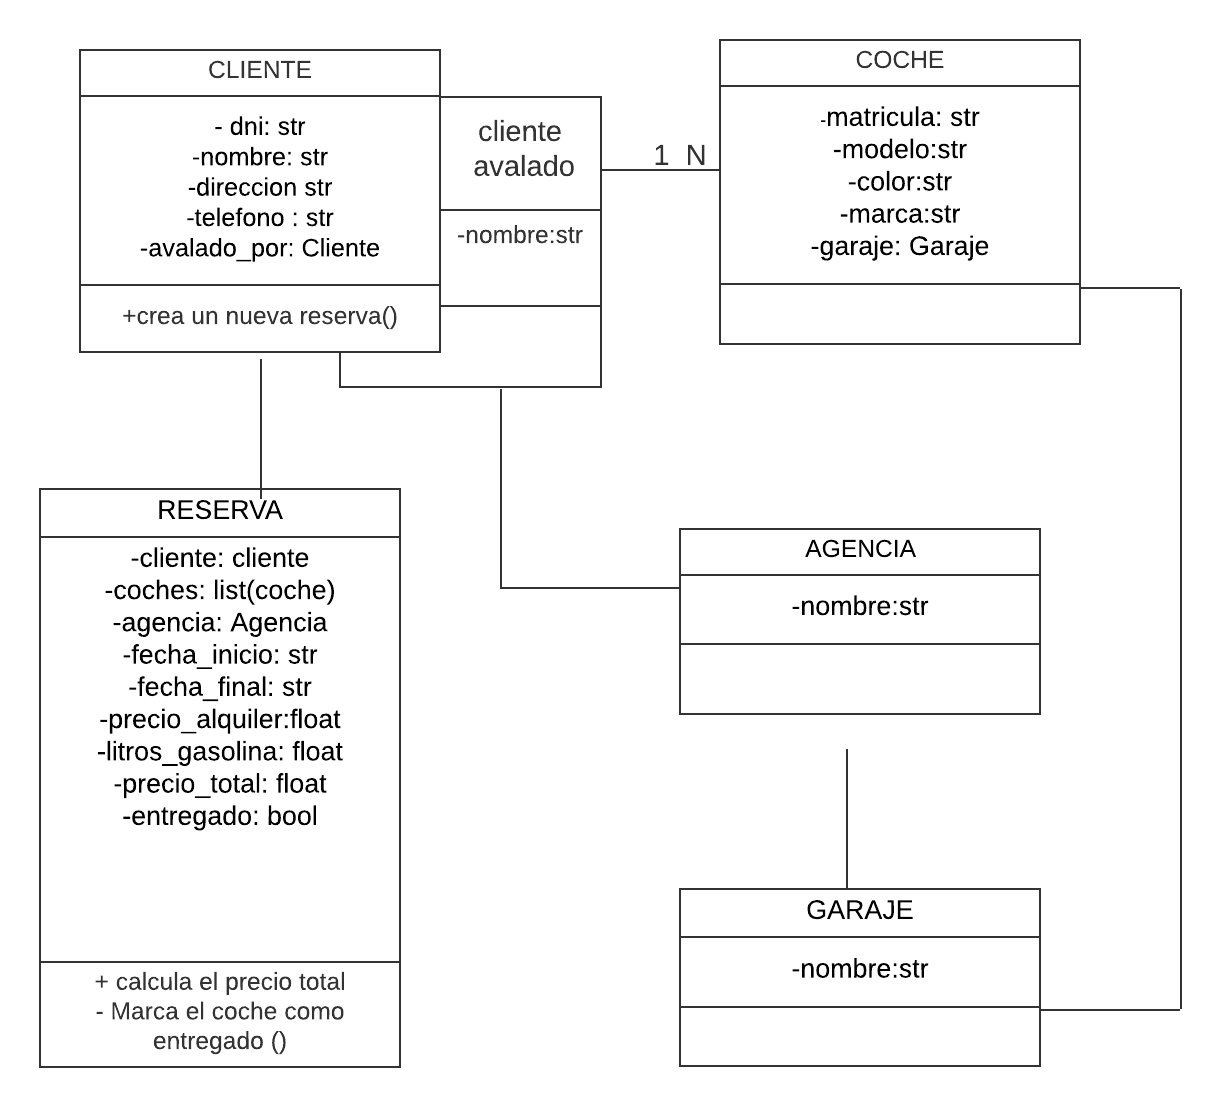 CLIENTE
- dni: str
-nombre: str
-direccion str
-telefono : str
-avalado_por: Cliente
+crea un nueva reserva()
cliente
avalado
-nombre:str
1 N
COCHE
-matricula: str
-modelo:str
-color:str
-marca:str
-garaje: Garaje
RESERVA
-cliente: cliente
-coches: list(coche)
-agencia: Agencia
-fecha_inicio: str
-fecha_final: str
-precio_alquiler:float
-litros_gasolina: float
-precio_total: float
-entregado: bool
+ calcula el precio total
- Marca el coche como
entregado ()
AGENCIA
-nombre:str
GARAJE
-nombre:str